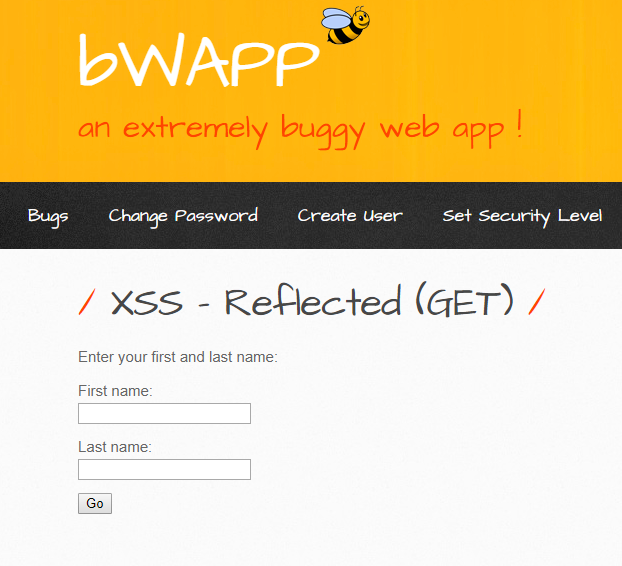 bWAPP
an extremely buggy web app !
Bugs Change Password Create User Set Security Level
/ XSS - Reflected (GET) /
Enter your first and last name:
First name:
Last name:
Go